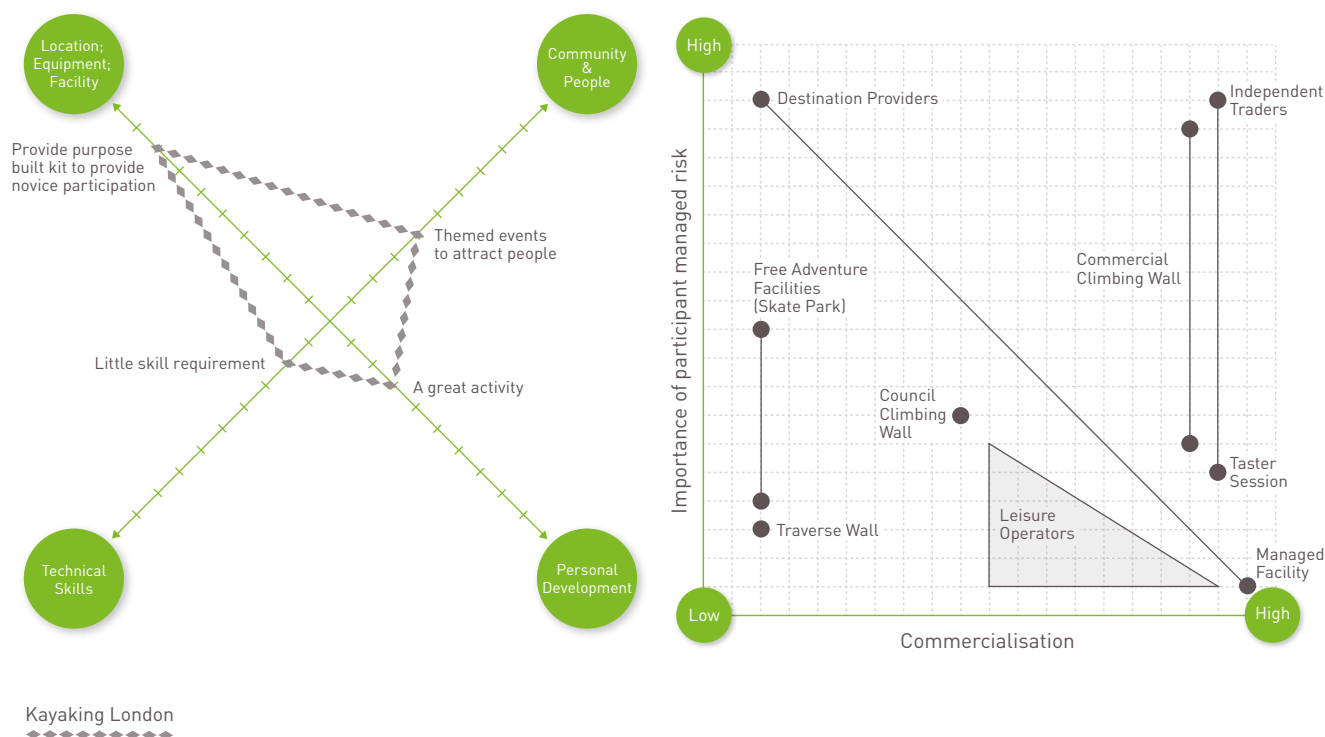 Location;
Equipment;
Facility
Community
&
People
Provide purpose
built kit to provide
novice participation
Themed events
to attract people
Little skill requirement
A great activity
Technical
Skills
Personal
Development
Kayaking London
High
Importance of participant managed risk
Destination Providers
Independent
Traders
Free Adventure
Facilities
(Skate Park)
Commercial
Climbing Wall
Council
Climbing
Wall
Taster
Session
Leisure
Operators
Traverse Wall
Managed
Facility
Low
High
Commercialisation